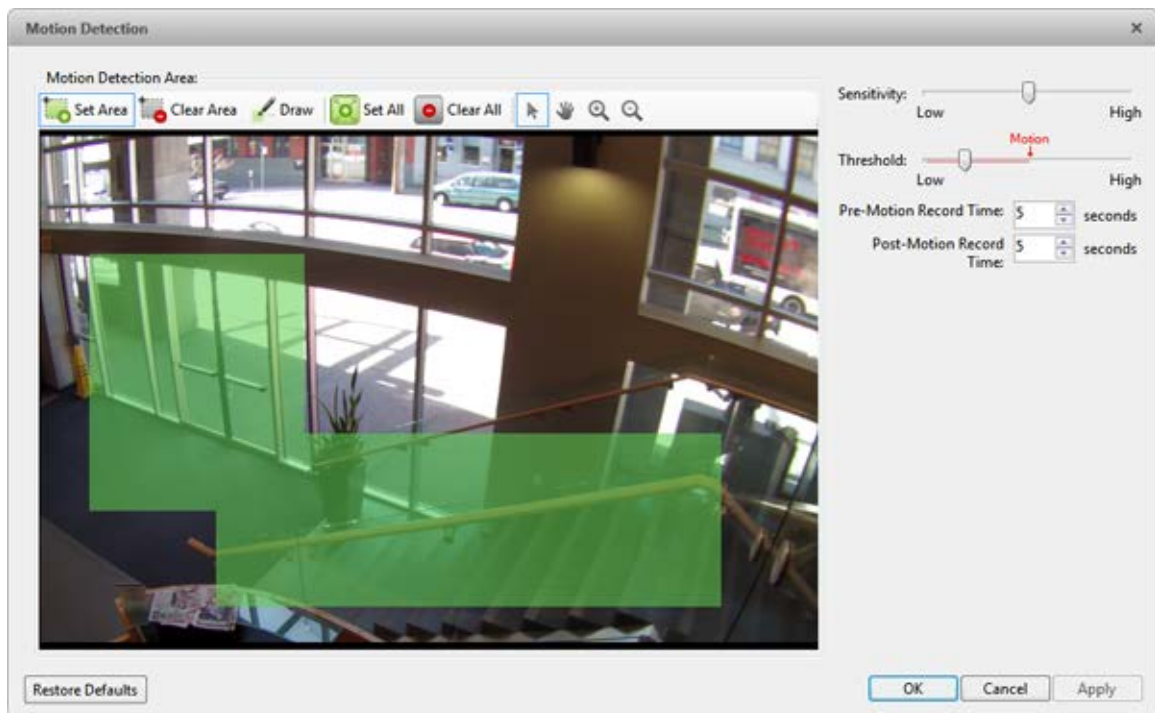 Motion Detection
Motion Detection Area:
Set Area Clear Area Draw Set All Clear All
Sensitivity:
Low High
Motion
Threshold:
Low High
Pre-Motion Record Time: 5 seconds
Post-Motion Record Time: 5 seconds
Restore Defaults
OK Cancel Apply